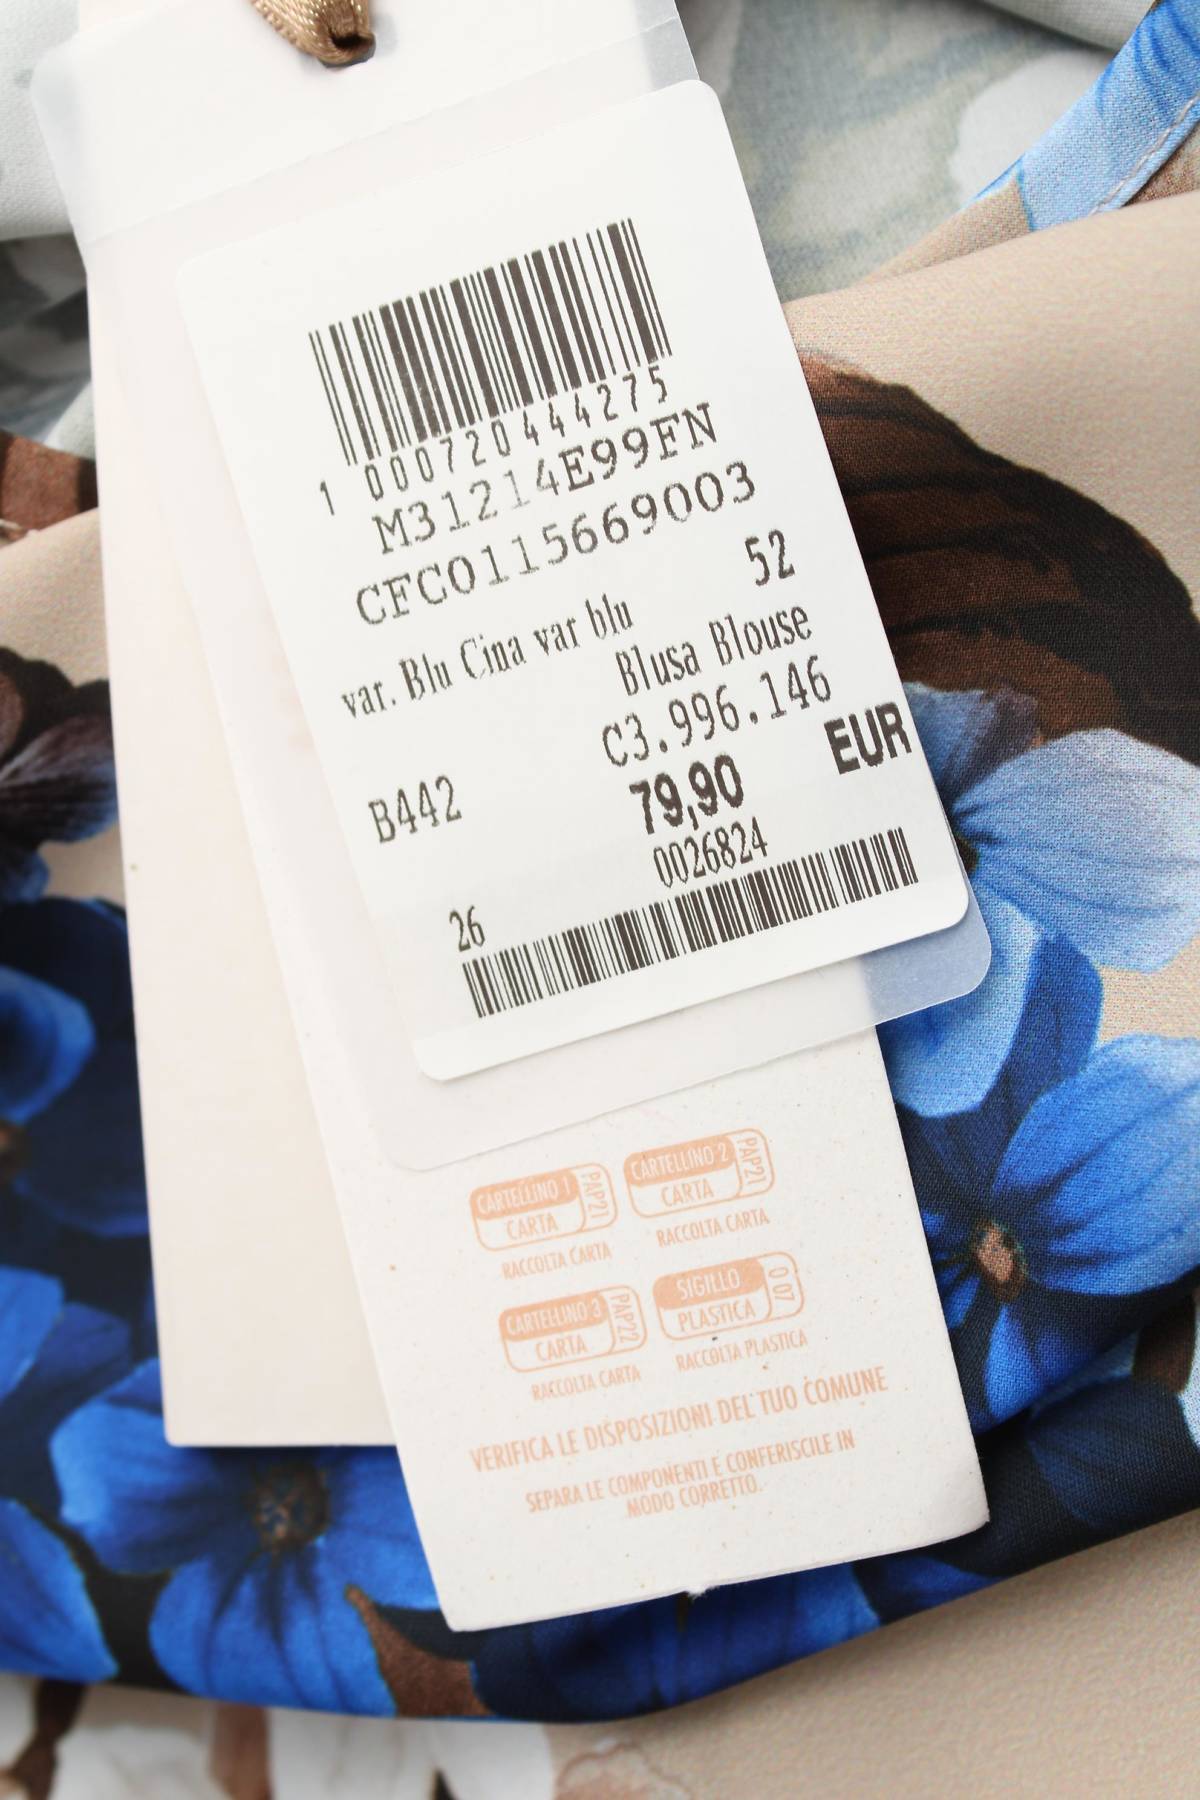 1 000720444275
M31214E99FN
CFC0115669003
52
var. Blu Cina var blu
Blusa Blouse
C3.996.146
B442 79,90 EUR
0026824
26
CARTELLINO 1 CARTA PAP21
RACCOLTA CARTA
CARTELLINO 2 CARTA PAP21
RACCOLTA CARTA
CARTELLINO 3 CARTA PAP22
RACCOLTA CARTA
SIGILLO PLASTICA 0 07
RACCOLTA PLASTICA
VERIFICA LE DISPOSIZIONI DEL TUO COMUNE
SEPARA LE COMPONENTI E CONFERISCILE IN
MODO CORRETTO.